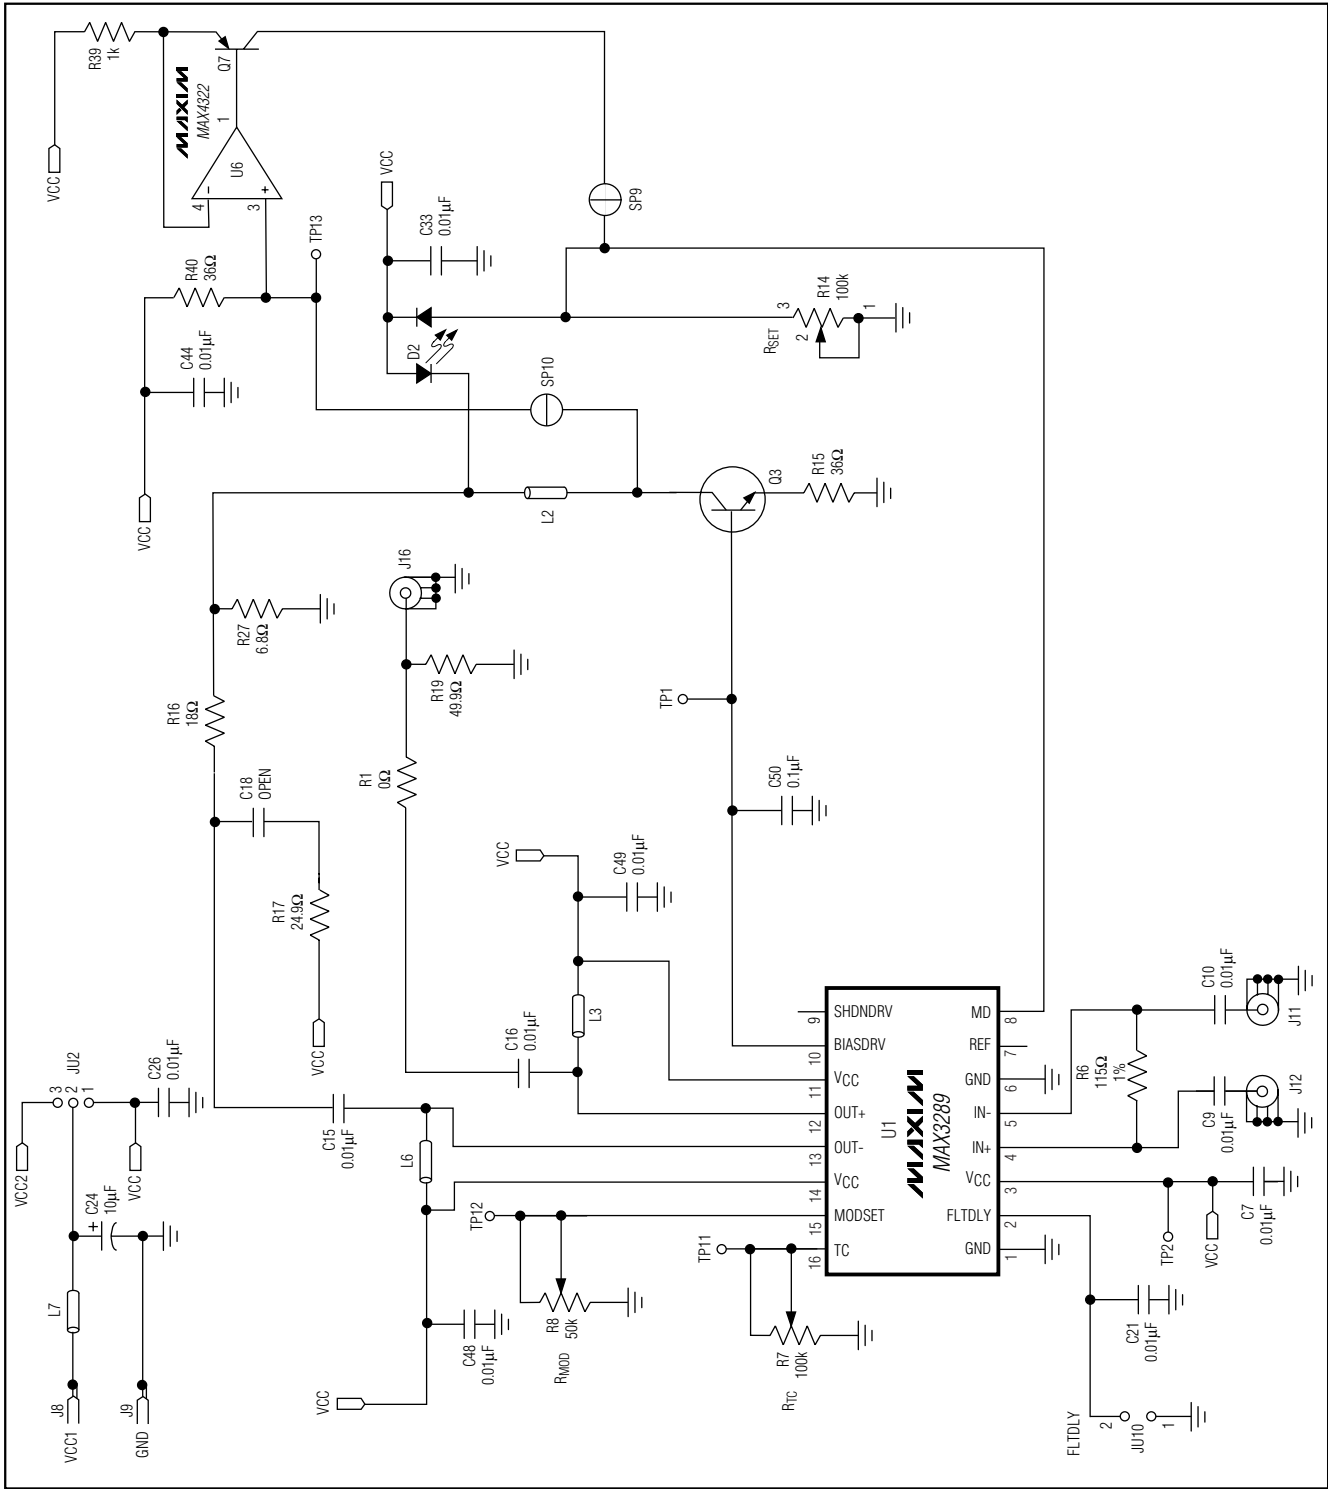 VCC
R39
1k
Q7
MAXIM
MAX4322
1
U6
4
-
3
+
TP13
R40
36Ω
C44
0.01µF
VCC
VCC
C33
0.01µF
D2
SP9
SP10
RSET
3
2
R14
100k
1
L2
Q3
R15
36Ω
R27
6.8Ω
R16
18Ω
C18
OPEN
R17
24.9Ω
VCC
J16
R19
49.9Ω
R1
0Ω
TP1
C50
0.1µF
VCC
C49
0.01µF
L3
C16
0.01µF
VCC2
3
2
1
JU2
C26
0.01µF
VCC
C24
10µF
+
L7
J8
VCC1
J9
GND
C15
0.01µF
L6
VCC
C48
0.01µF
TP12
R8
50k
RMOD
TP11
R7
100k
RTC
9
SHDNDRV
10
BIASDRV
11
VCC
12
OUT+
13
OUT-
14
VCC
15
MODSET
16
TC
U1
MAXIM
MAX3289
MD
8
REF
7
GND
6
IN-
5
IN+
4
VCC
3
FLTDLY
2
GND
1
R6
115Ω
1%
C10
0.01µF
J11
C9
0.01µF
J12
TP2
VCC
C7
0.01µF
C21
0.01µF
FLTDLY
2
JU10
1